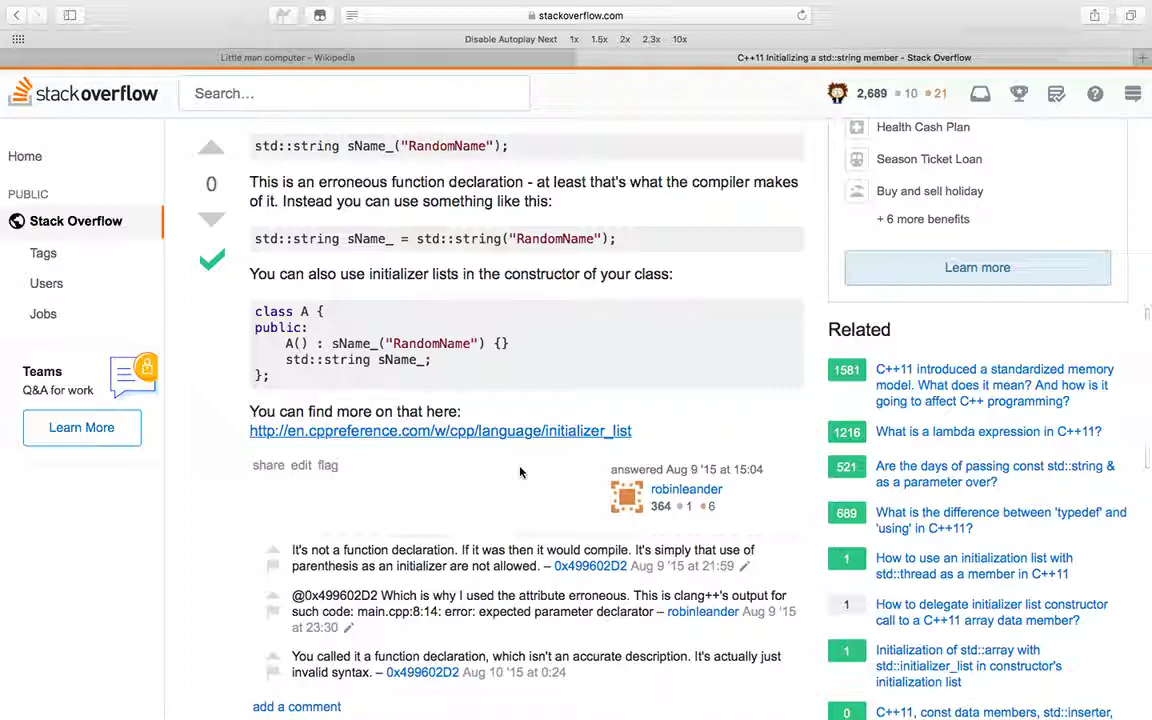 stackoverflow.com
Disable Autoplay Next 1x 1.5x 2x 2.3x 10x
Little man computer - Wikipedia
C++11 Initializing a std::string member - Stack Overflow
stackoverflow
Search...
2,689 10 21
Home
PUBLIC
Stack Overflow
Tags
Users
Jobs
Teams
Q&A for work
Learn More
std::string sName_("RandomName");
0
This is an erroneous function declaration - at least that's what the compiler makes
of it. Instead you can use something like this:
std::string sName_ = std::string("RandomName");
You can also use initializer lists in the constructor of your class:
class A {
public:
A() : sName_("RandomName") {}
std::string sName_;
};
You can find more on that here:
http://en.cppreference.com/w/cpp/language/initializer_list
share edit flag
answered Aug 9 '15 at 15:04
robinleander
364 1 6
It's not a function declaration. If it was then it would compile. It's simply that use of
parenthesis as an initializer are not allowed. – 0x499602D2 Aug 9 '15 at 21:59
@0x499602D2 Which is why I used the attribute erroneous. This is clang++'s output for
such code: main.cpp:8:14: error: expected parameter declarator – robinleander Aug 9 '15
at 23:30
You called it a function declaration, which isn't an accurate description. It's actually just
invalid syntax. – 0x499602D2 Aug 10 '15 at 0:24
add a comment
Health Cash Plan
Season Ticket Loan
Buy and sell holiday
+ 6 more benefits
Learn more
Related
1581 C++11 introduced a standardized memory
model. What does it mean? And how is it
going to affect C++ programming?
1216 What is a lambda expression in C++11?
521 Are the days of passing const std::string &
as a parameter over?
689 What is the difference between 'typedef' and
'using' in C++11?
1 How to use an initialization list with
std::thread as a member in C++11
1 How to delegate initializer list constructor
call to a C++11 array data member?
1 Initialization of std::array with
std::initializer_list in constructor's
initialization list
0 C++11, const data members, std::inserter,